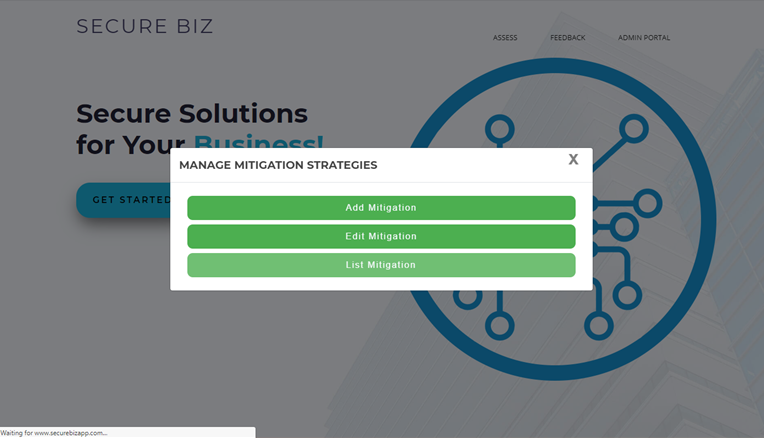 SECURE BIZ
ASSESS FEEDBACK ADMIN PORTAL
Secure Solutions
for Your Business!
GET STARTED
MANAGE MITIGATION STRATEGIES X
Add Mitigation
Edit Mitigation
List Mitigation
Waiting for www.securebizapp.com...